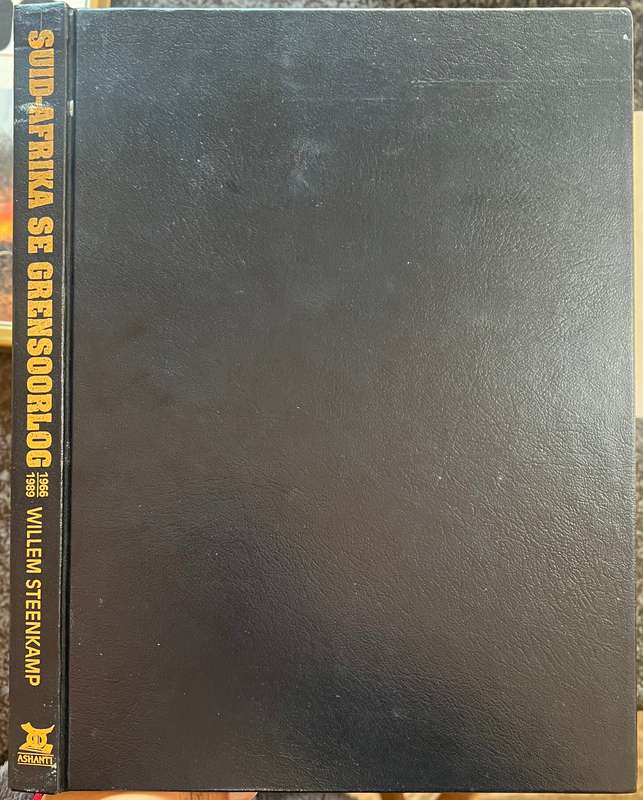 SUID-AFRIKA SE GRENSOORLOG
1966
1989
WILLEM STEENKAMP
ASHANTI